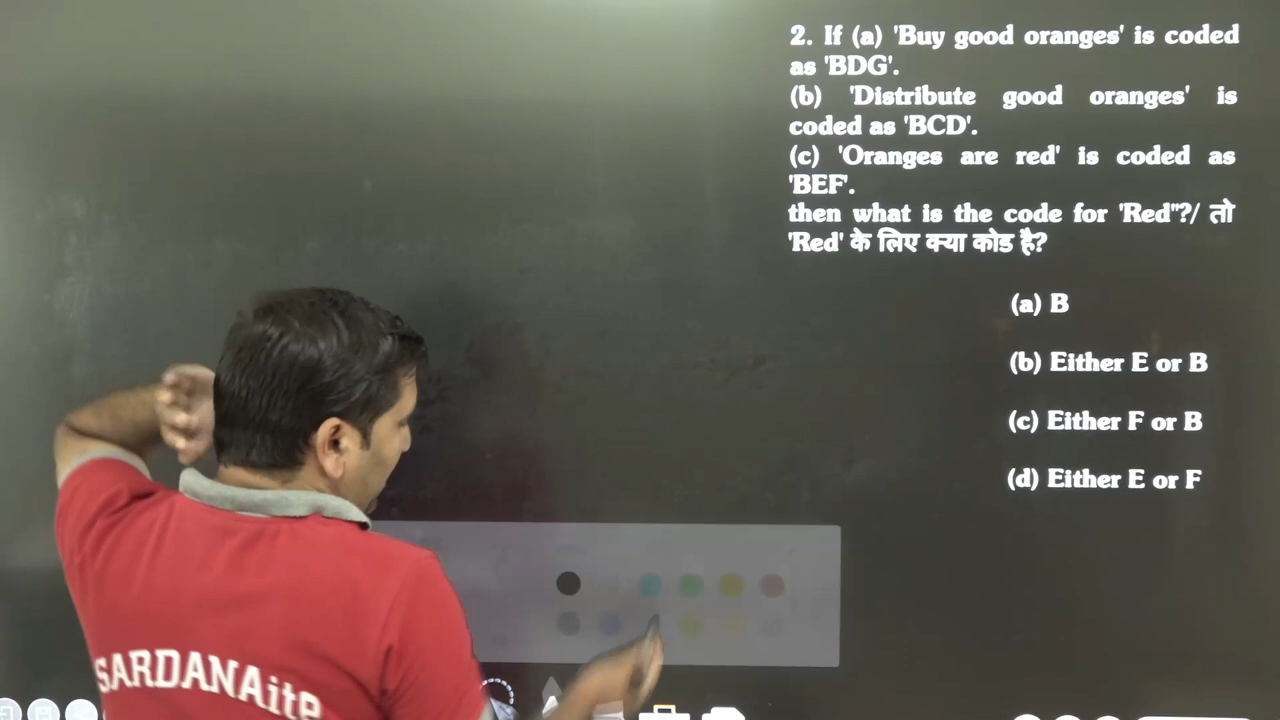 2. If (a) 'Buy good oranges' is coded
as 'BDG'.
(b) 'Distribute good oranges' is
coded as 'BCD'.
(c) 'Oranges are red' is coded as
'BEF'.
then what is the code for 'Red"?/ तो
'Red' के लिए क्या कोड है?
(a) B
(b) Either E or B
(c) Either F or B
(d) Either E or F
SARDANAite